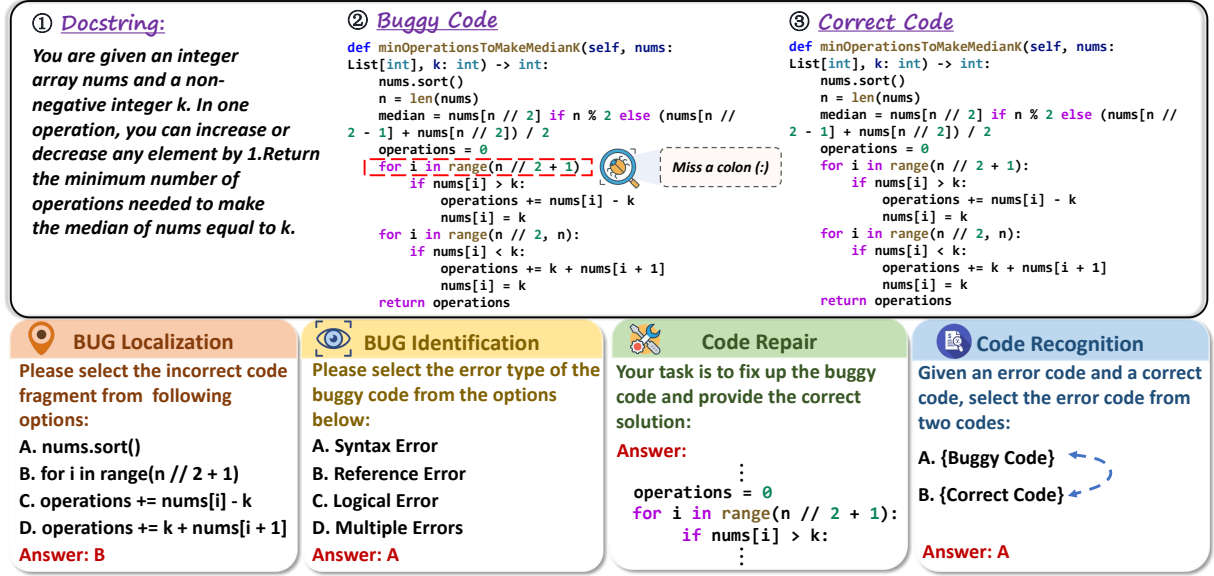 ① Docstring:
You are given an integer
array nums and a non-
negative integer k. In one
operation, you can increase or
decrease any element by 1.Return
the minimum number of
operations needed to make
the median of nums equal to k.
② Buggy Code
def minOperationsToMakeMedianK(self, nums:
List[int], k: int) -> int:
nums.sort()
n = len(nums)
median = nums[n // 2] if n % 2 else (nums[n //
2 - 1] + nums[n // 2]) / 2
operations = 0
for i in range(n // 2 + 1)
Miss a colon (:)
if nums[i] > k:
operations += nums[i] - k
nums[i] = k
for i in range(n // 2, n):
if nums[i] < k:
operations += k + nums[i + 1]
nums[i] = k
return operations
③ Correct Code
def minOperationsToMakeMedianK(self, nums:
List[int], k: int) -> int:
nums.sort()
n = len(nums)
median = nums[n // 2] if n % 2 else (nums[n //
2 - 1] + nums[n // 2]) / 2
operations = 0
for i in range(n // 2 + 1):
if nums[i] > k:
operations += nums[i] - k
nums[i] = k
for i in range(n // 2, n):
if nums[i] < k:
operations += k + nums[i + 1]
nums[i] = k
return operations
BUG Localization
Please select the incorrect code
fragment from following
options:
A. nums.sort()
B. for i in range(n // 2 + 1)
C. operations += nums[i] - k
D. operations += k + nums[i + 1]
Answer: B
BUG Identification
Please select the error type of the
buggy code from the options
below:
A. Syntax Error
B. Reference Error
C. Logical Error
D. Multiple Errors
Answer: A
Code Repair
Your task is to fix up the buggy
code and provide the correct
solution:
Answer:
⋮
operations = 0
for i in range(n // 2 + 1):
if nums[i] > k:
⋮
Code Recognition
Given an error code and a correct
code, select the error code from
two codes:
A. {Buggy Code}
B. {Correct Code}
Answer: A